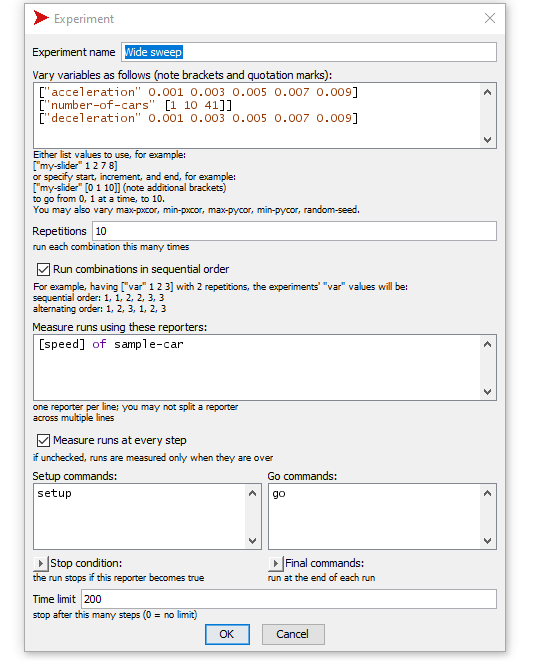 Experiment
Experiment name Wide sweep
Vary variables as follows (note brackets and quotation marks):
["acceleration" 0.001 0.003 0.005 0.007 0.009]
["number-of-cars" [1 10 41]]
["deceleration" 0.001 0.003 0.005 0.007 0.009]
Either list values to use, for example:
["my-slider" 1 2 7 8]
or specify start, increment, and end, for example:
["my-slider" [0 1 10]] (note additional brackets)
to go from 0, 1 at a time, to 10.
You may also vary max-pxcor, min-pxcor, max-pycor, min-pycor, random-seed.
Repetitions 10
run each combination this many times
Run combinations in sequential order
For example, having ["var" 1 2 3] with 2 repetitions, the experiments' "var" values will be:
sequential order: 1, 1, 2, 2, 3, 3
alternating order: 1, 2, 3, 1, 2, 3
Measure runs using these reporters:
[speed] of sample-car
one reporter per line; you may not split a reporter
across multiple lines
Measure runs at every step
if unchecked, runs are measured only when they are over
Setup commands: Go commands:
setup go
Stop condition: Final commands:
the run stops if this reporter becomes true run at the end of each run
Time limit 200
stop after this many steps (0 = no limit)
OK Cancel